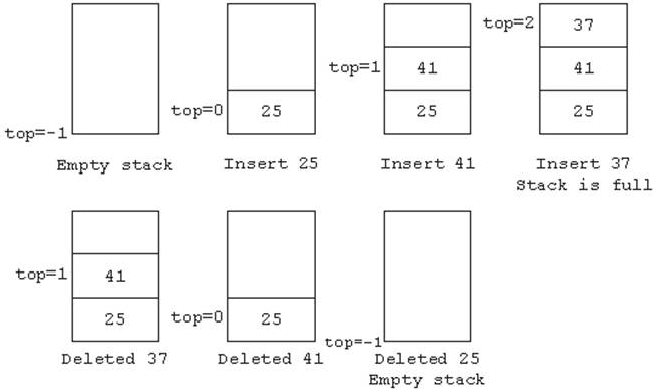 top=2 37
top=1 41 41
top=0 25 25 25
top=-1
Empty stack Insert 25 Insert 41 Insert 37
Stack is full
top=1 41
25 top=0 25
top=-1
Deleted 37 Deleted 41 Deleted 25
Empty stack